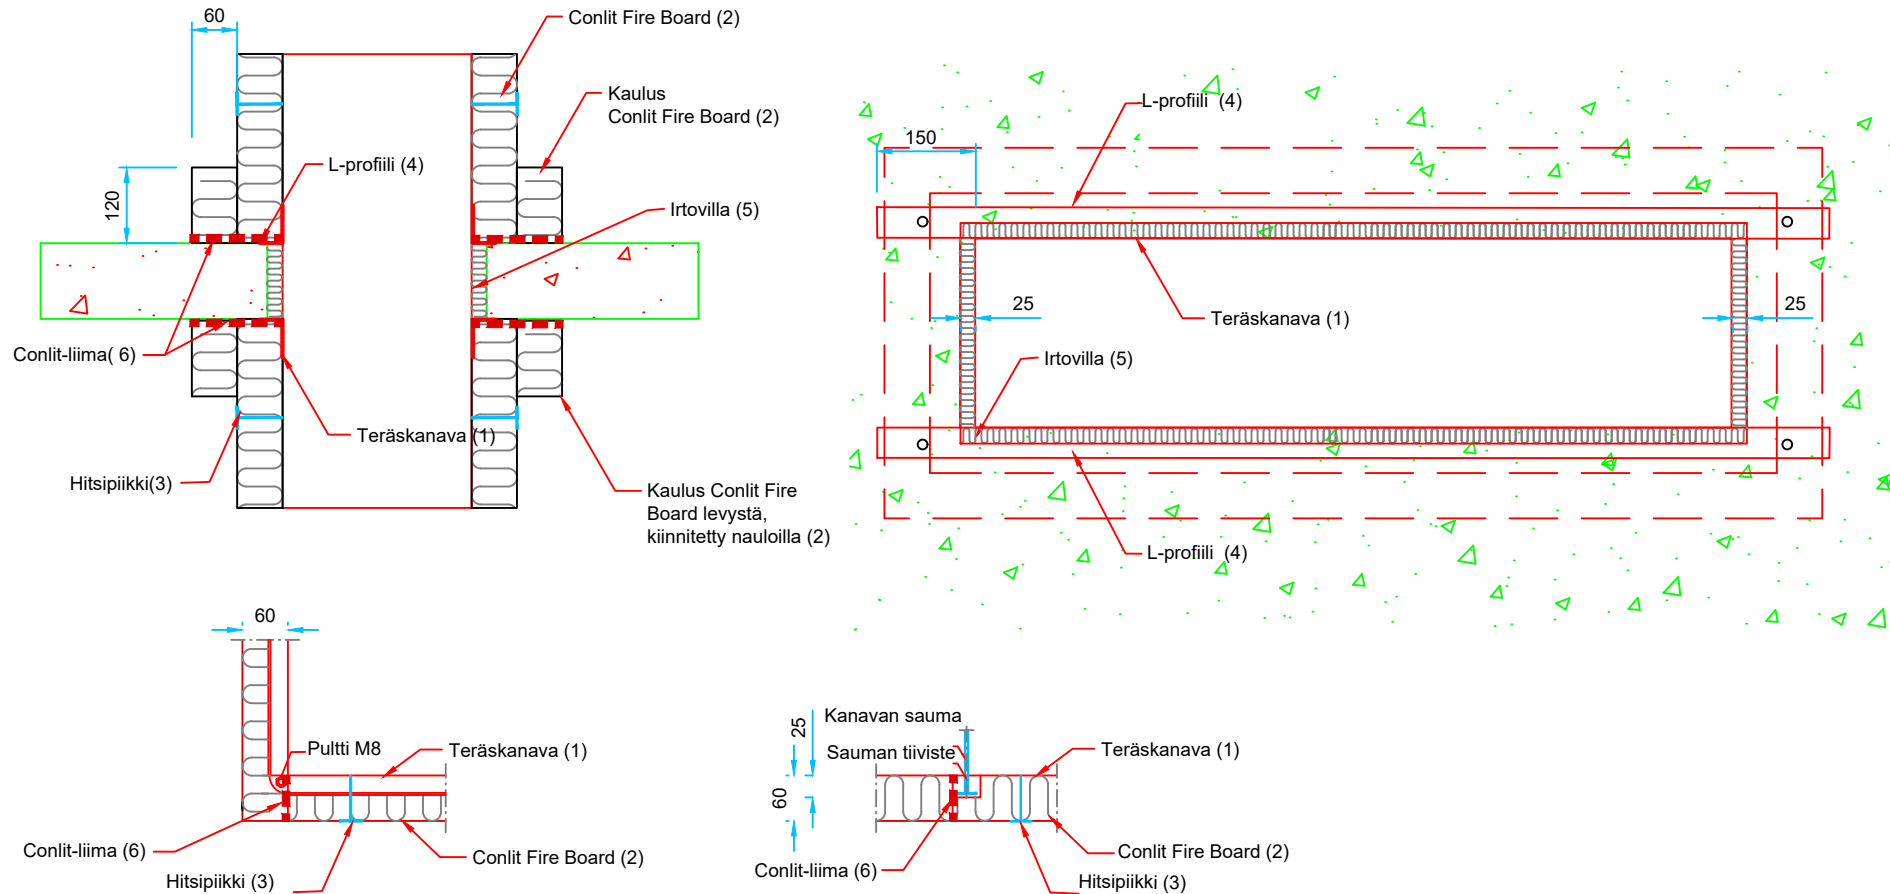 60
Conlit Fire Board (2)
Kaulus
Conlit Fire Board (2)
L-profiili (4)
120
Irtovilla (5)
Conlit-liima( 6)
Teräskanava (1)
Hitsipiikki(3)
Kaulus Conlit Fire
Board levystä,
kiinnitetty nauloilla (2)
L-profiili (4)
150
25
25
Teräskanava (1)
Irtovilla (5)
L-profiili (4)
60
Pultti M8
Teräskanava (1)
Conlit-liima (6)
Conlit Fire Board (2)
Hitsipiikki (3)
Kanavan sauma
25
Sauman tiiviste
Teräskanava (1)
60
Conlit Fire Board (2)
Conlit-liima (6)
Hitsipiikki (3)